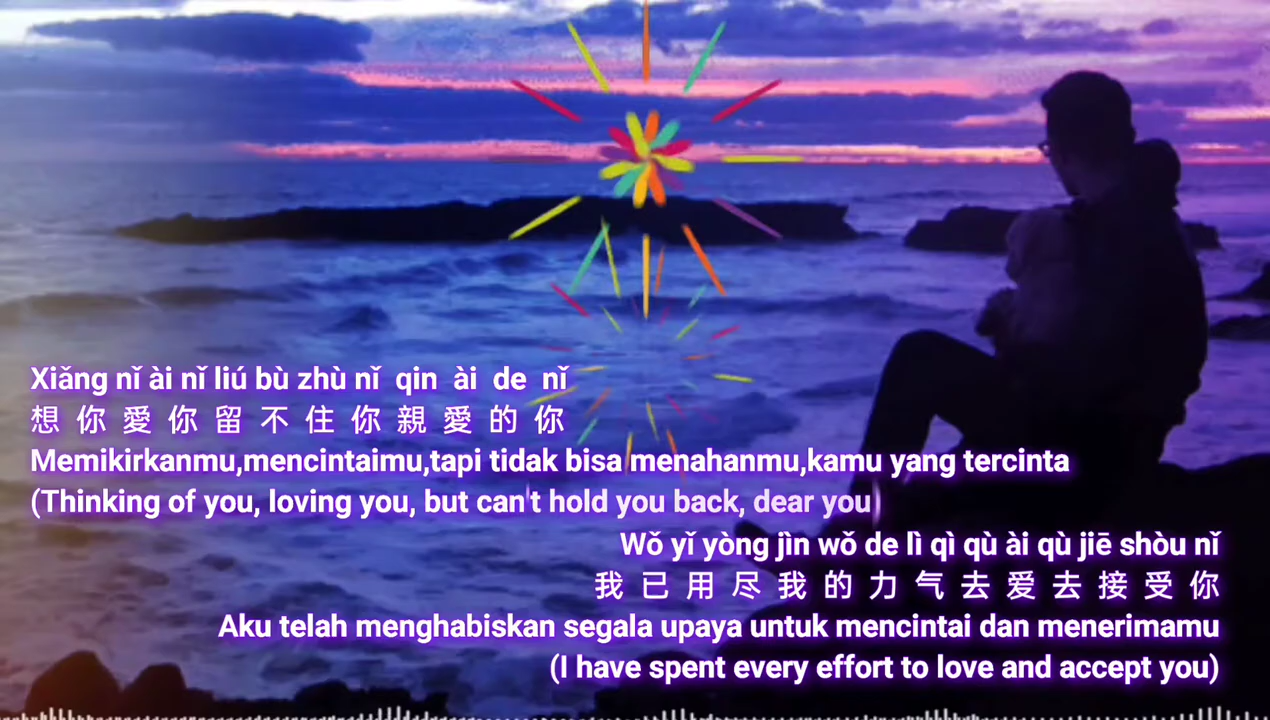 Xiǎng nǐ ài nǐ liú bù zhù nǐ qin ài de nǐ
想 你 愛 你 留 不 住 你 親 愛 的 你
Memikirkanmu,mencintaimu,tapi tidak bisa menahanmu,kamu yang tercinta
(Thinking of you, loving you, but can't hold you back, dear you)
Wǒ yǐ yòng jìn wǒ de lì qì qù ài qù jiē shòu nǐ
我 已 用 尽 我 的 力 气 去 爱 去 接 受 你
Aku telah menghabiskan segala upaya untuk mencintai dan menerimamu
(I have spent every effort to love and accept you)